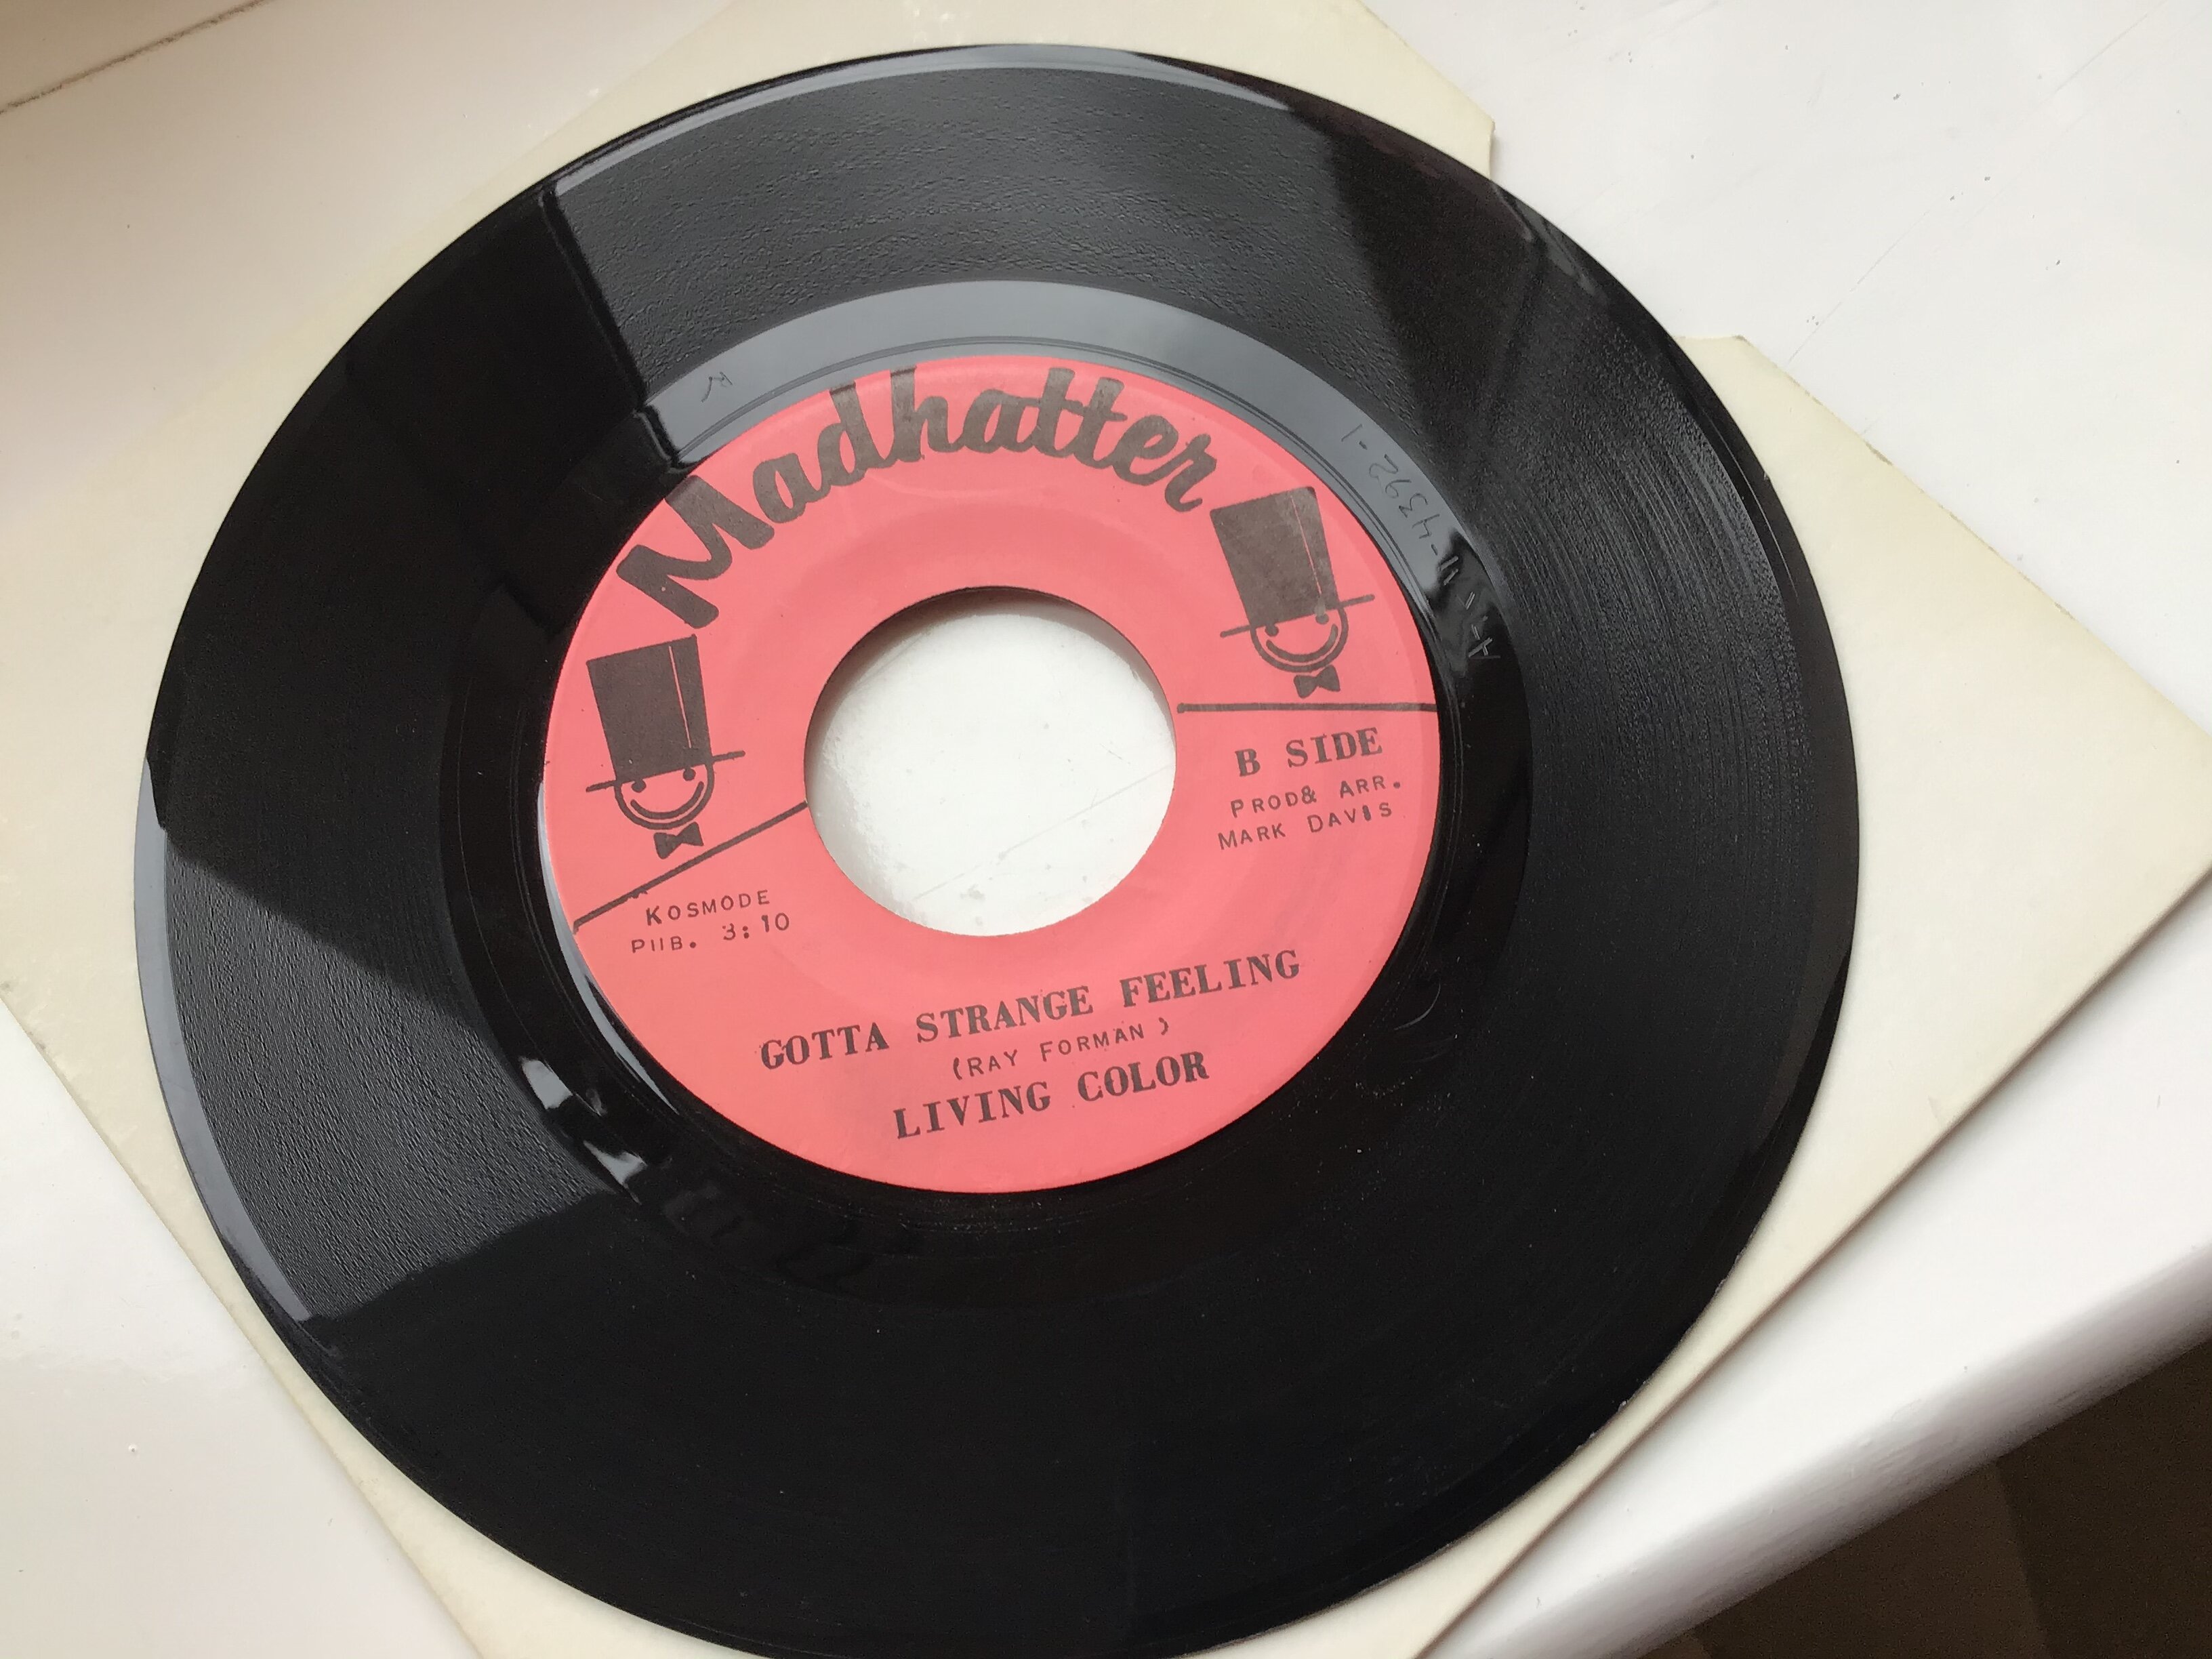 Madhatter
B SIDE
PROD& ARR.
MARK DAVIS
KOSMODE
PUB. 3:10
GOTTA STRANGE FEELING
(RAY FORMAN)
LIVING COLOR